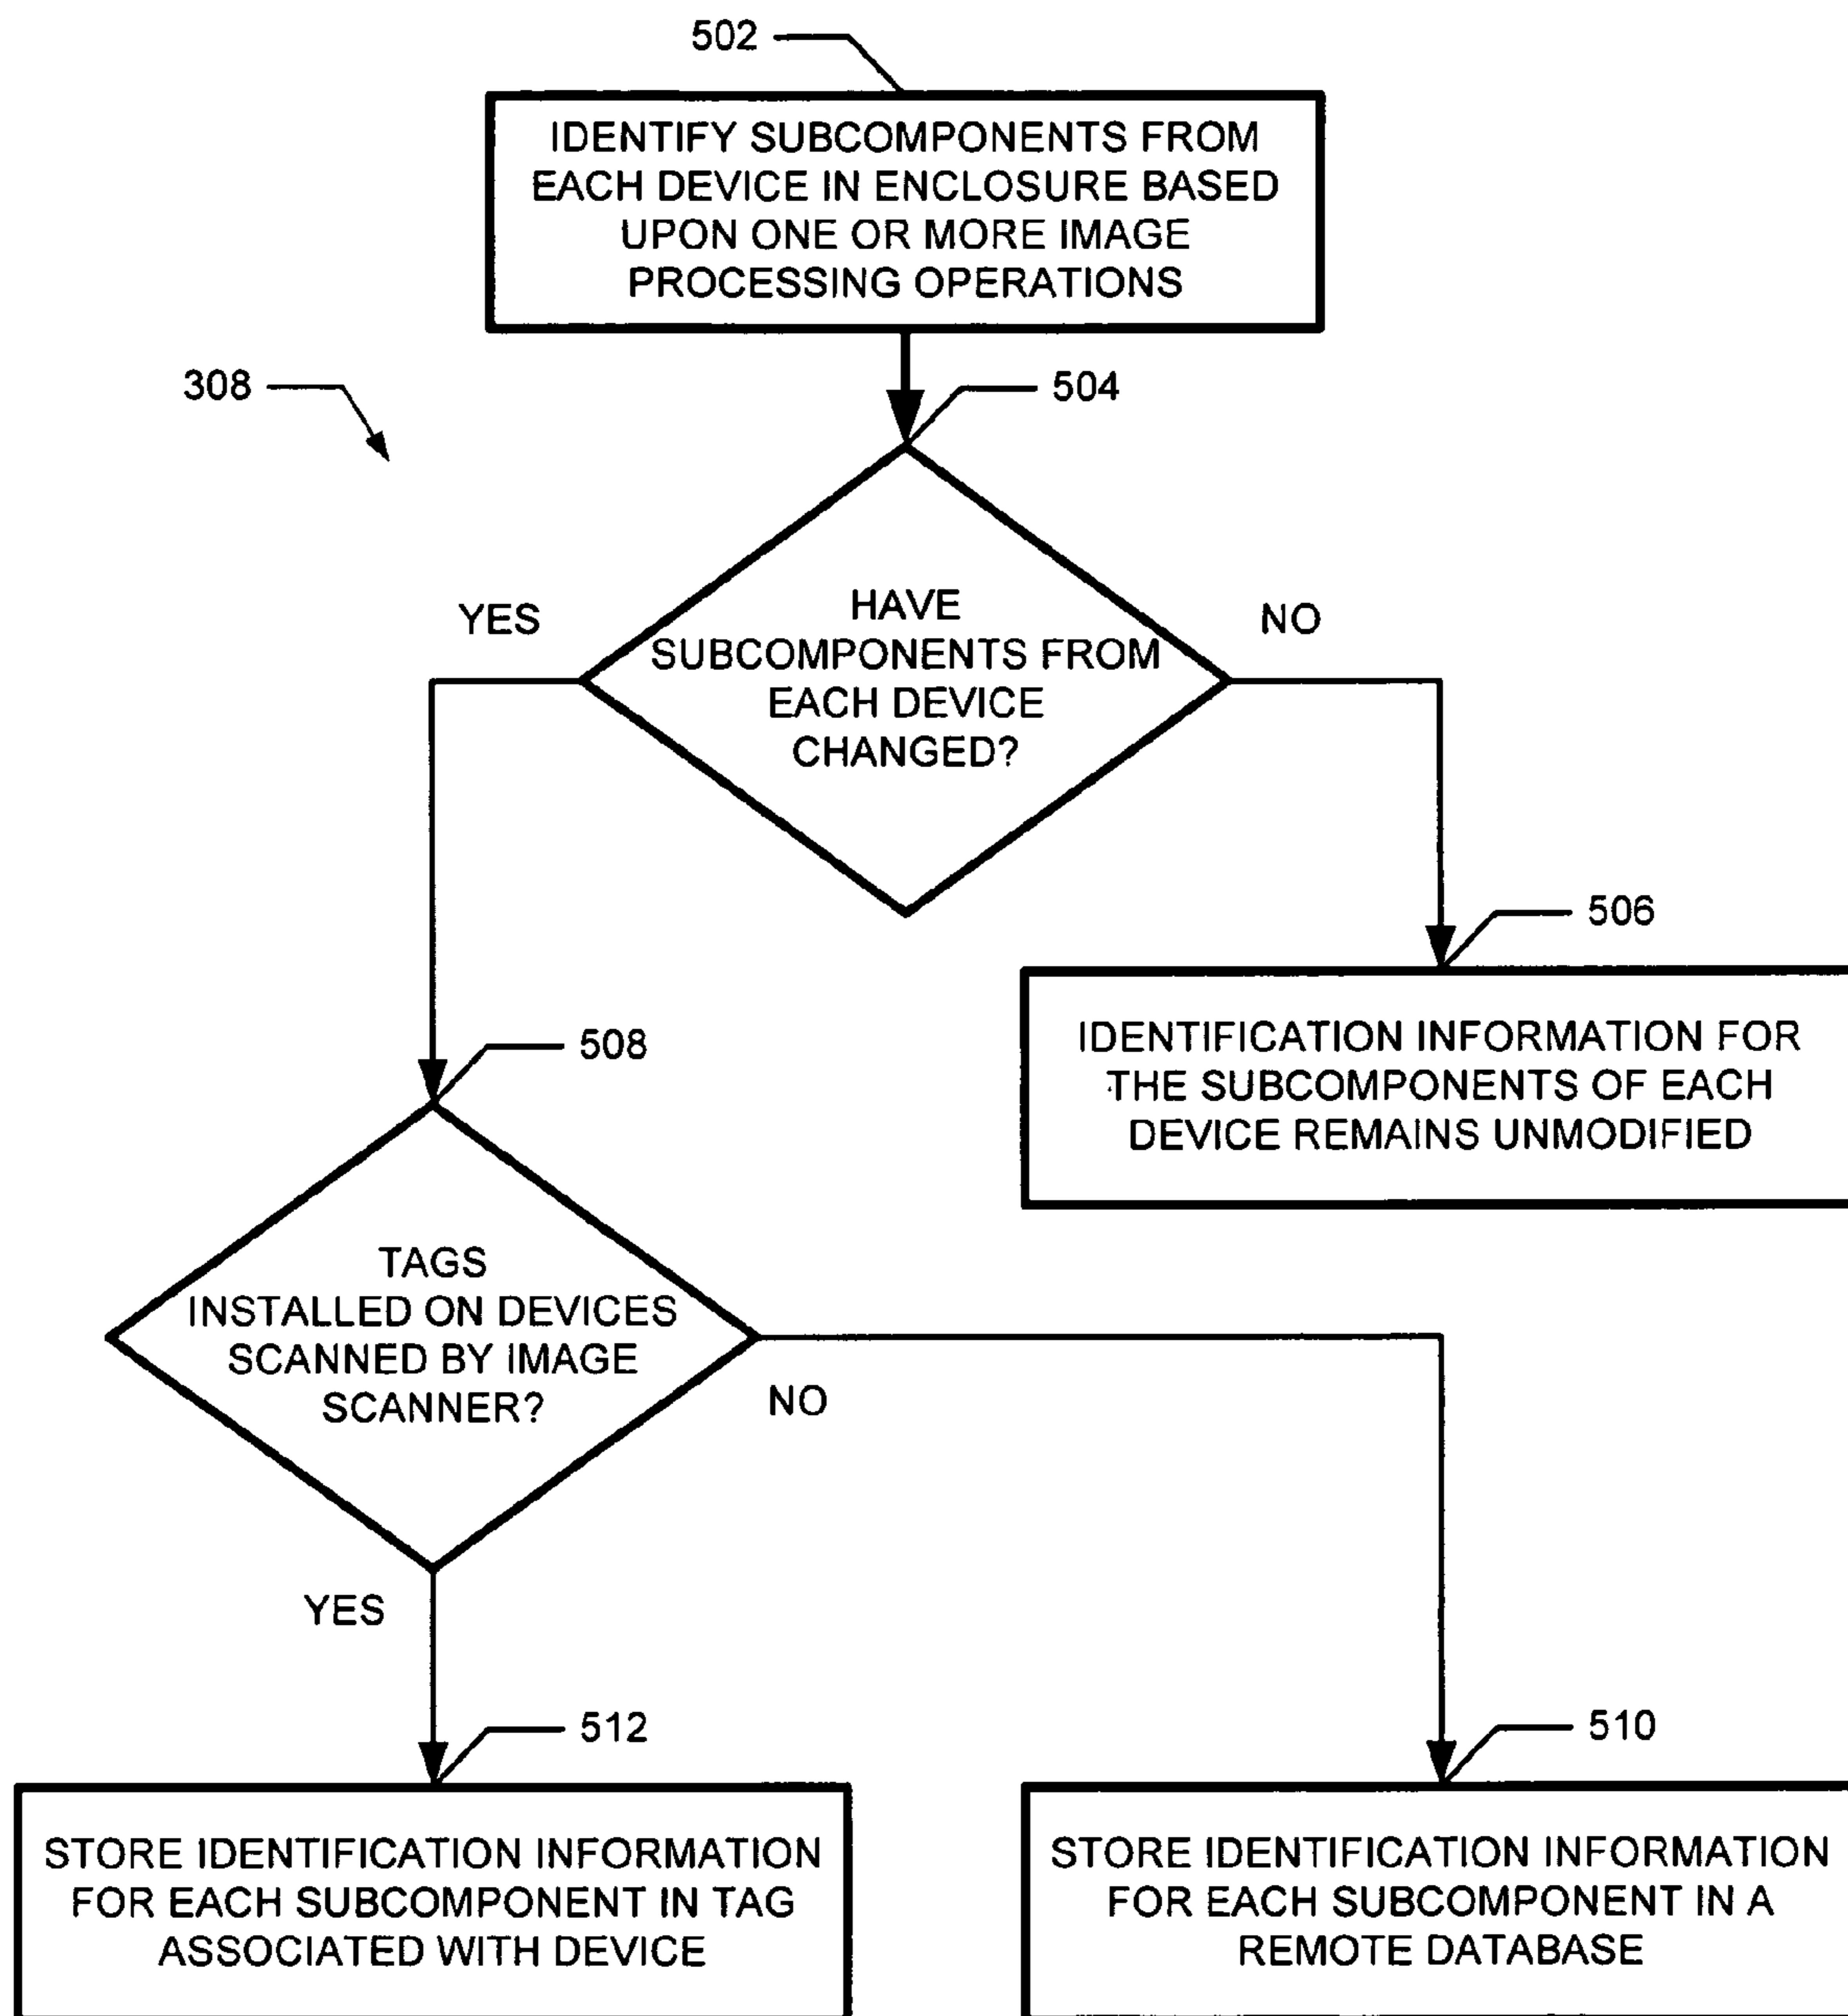 502
IDENTIFY SUBCOMPONENTS FROM
EACH DEVICE IN ENCLOSURE BASED
UPON ONE OR MORE IMAGE
PROCESSING OPERATIONS
308
504
HAVE
SUBCOMPONENTS FROM
EACH DEVICE
CHANGED?
YES
NO
506
IDENTIFICATION INFORMATION FOR
THE SUBCOMPONENTS OF EACH
DEVICE REMAINS UNMODIFIED
508
TAGS
INSTALLED ON DEVICES
SCANNED BY IMAGE
SCANNER?
NO
YES
512
STORE IDENTIFICATION INFORMATION
FOR EACH SUBCOMPONENT IN TAG
ASSOCIATED WITH DEVICE
510
STORE IDENTIFICATION INFORMATION
FOR EACH SUBCOMPONENT IN A
REMOTE DATABASE